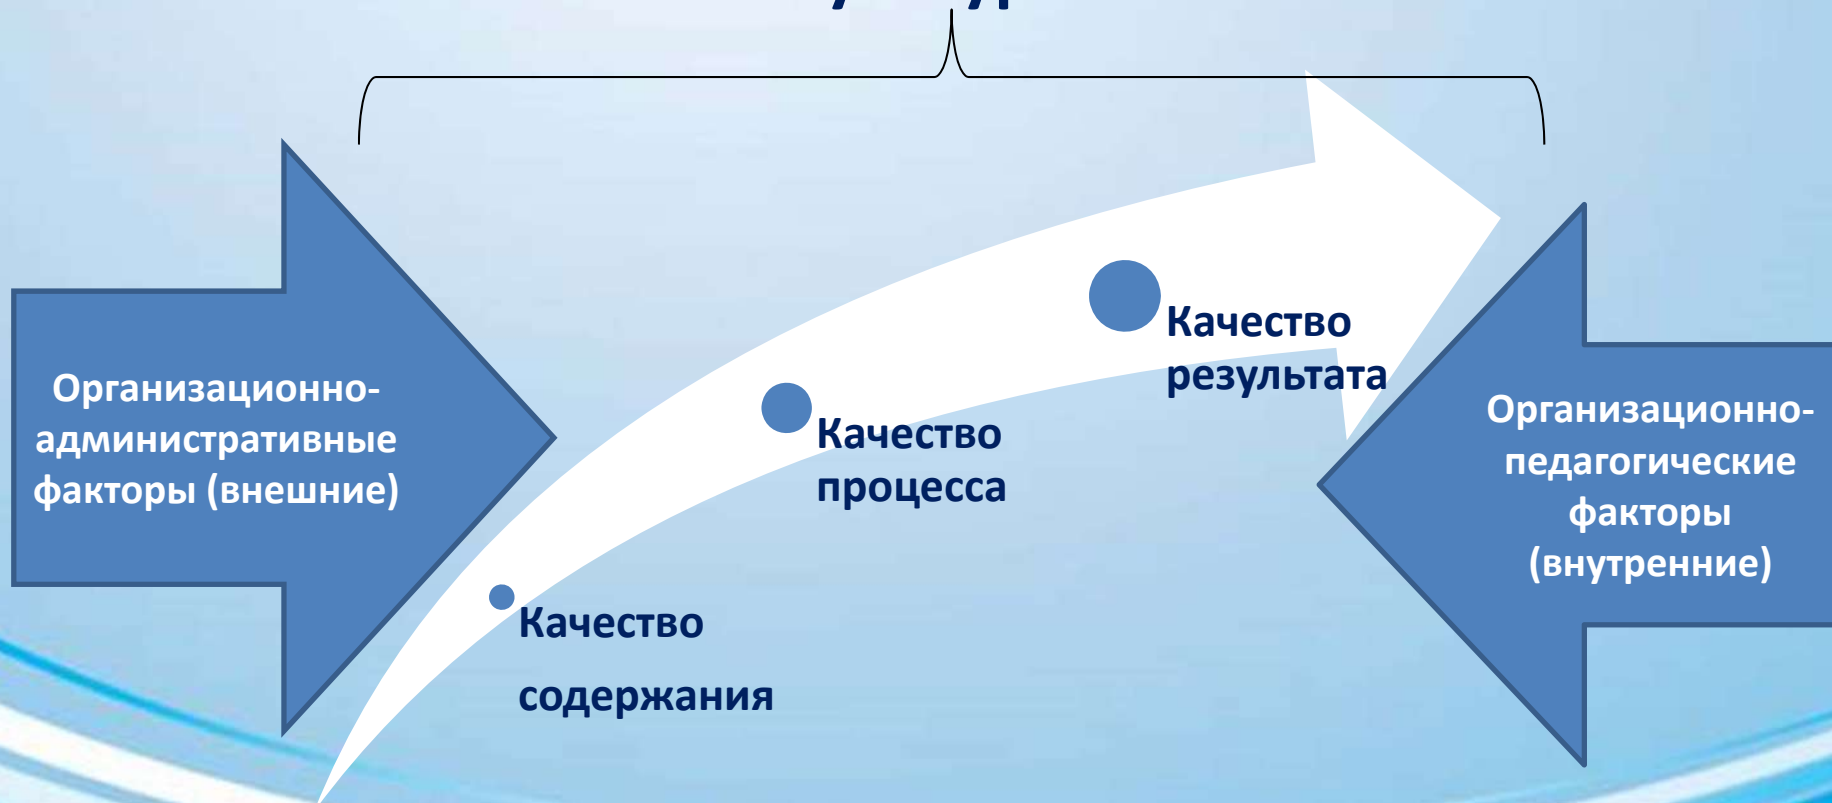 Организационно-
административные
факторы (внешние)
Качество
содержания
Качество
процесса
Качество
результата
Организационно-
педагогические
факторы
(внутренние)